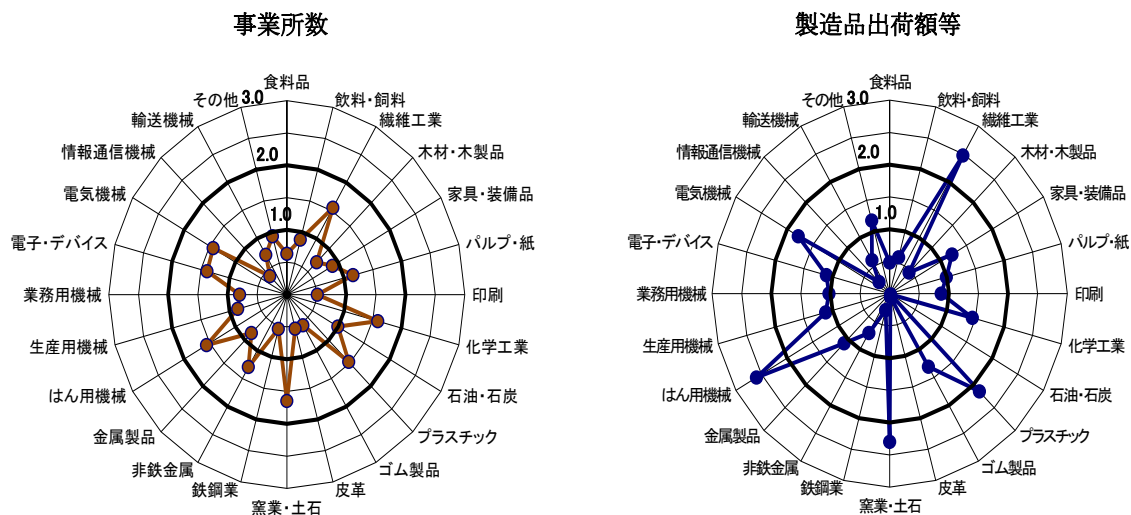 事業所数
食料品
飲料・飼料
繊維工業
木材・木製品
家具・装備品
パルプ・紙
印刷
化学工業
石油・石炭
プラスチック
ゴム製品
皮革
窯業・土石
鉄鋼業
非鉄金属
金属製品
はん用機械
生産用機械
業務用機械
電子・デバイス
電気機械
情報通信機械
輸送機械
その他
3.0
2.0
1.0
製造品出荷額等
食料品
飲料・飼料
繊維工業
木材・木製品
家具・装備品
パルプ・紙
印刷
化学工業
石油・石炭
プラスチック
ゴム製品
皮革
窯業・土石
鉄鋼業
非鉄金属
金属製品
はん用機械
生産用機械
業務用機械
電子・デバイス
電気機械
情報通信機械
輸送機械
その他
3.0
2.0
1.0